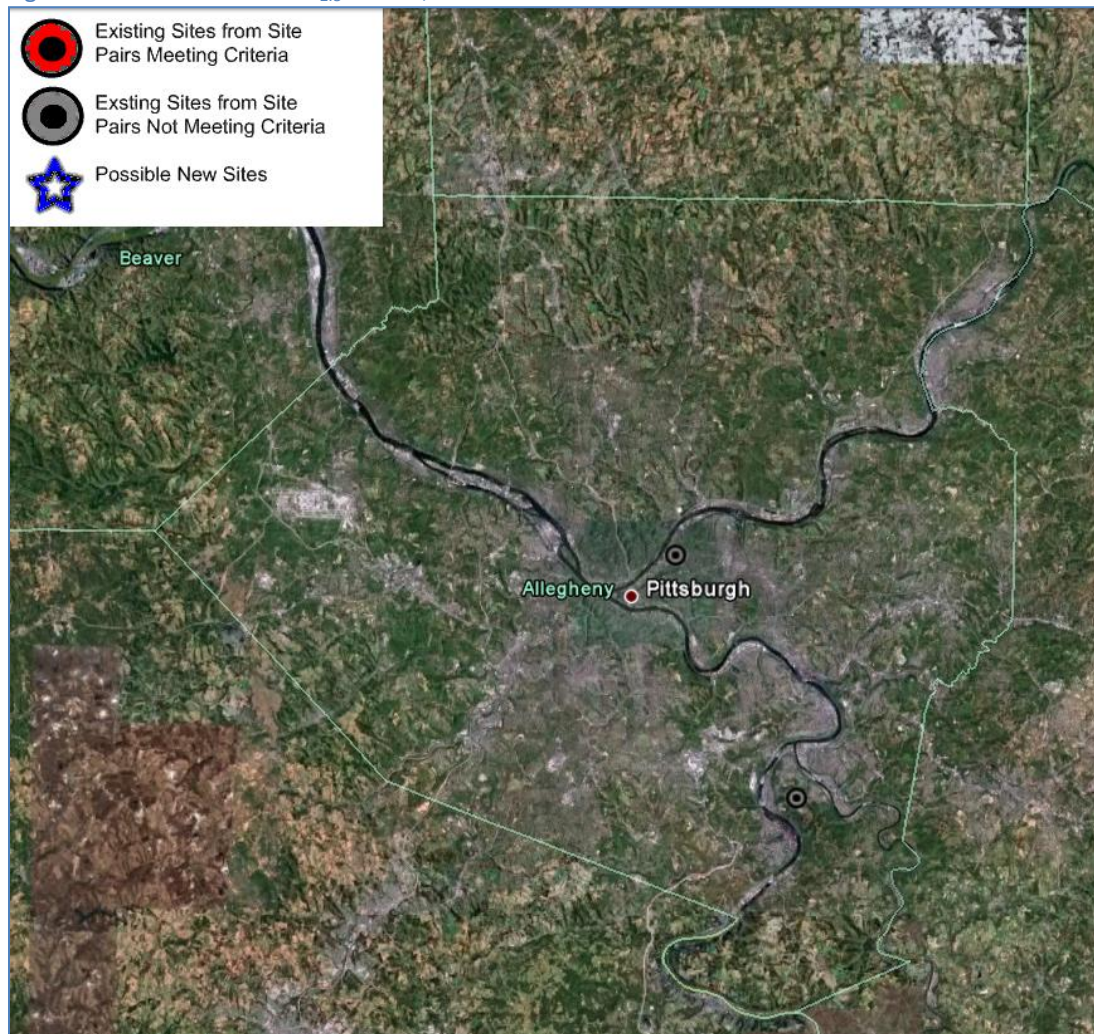 Existing Sites from Site
Pairs Meeting Criteria
Exsting Sites from Site
Pairs Not Meeting Criteria
Possible New Sites
Beaver
Allegheny
Pittsburgh